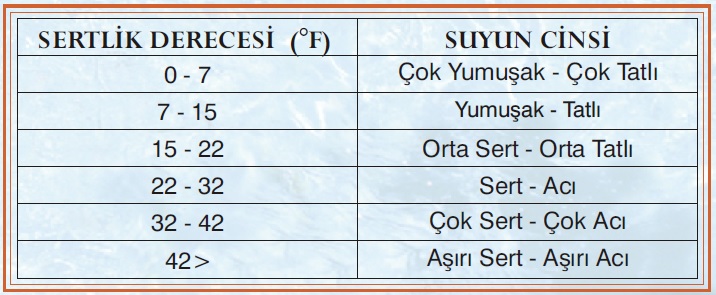 SERTLİK DERECESİ (°F) SUYUN CİNSİ
0 - 7 Çok Yumuşak - Çok Tatlı
7 - 15 Yumuşak - Tatlı
15 - 22 Orta Sert - Orta Tatlı
22 - 32 Sert - Acı
32 - 42 Çok Sert - Çok Acı
42> Aşırı Sert - Aşırı Acı